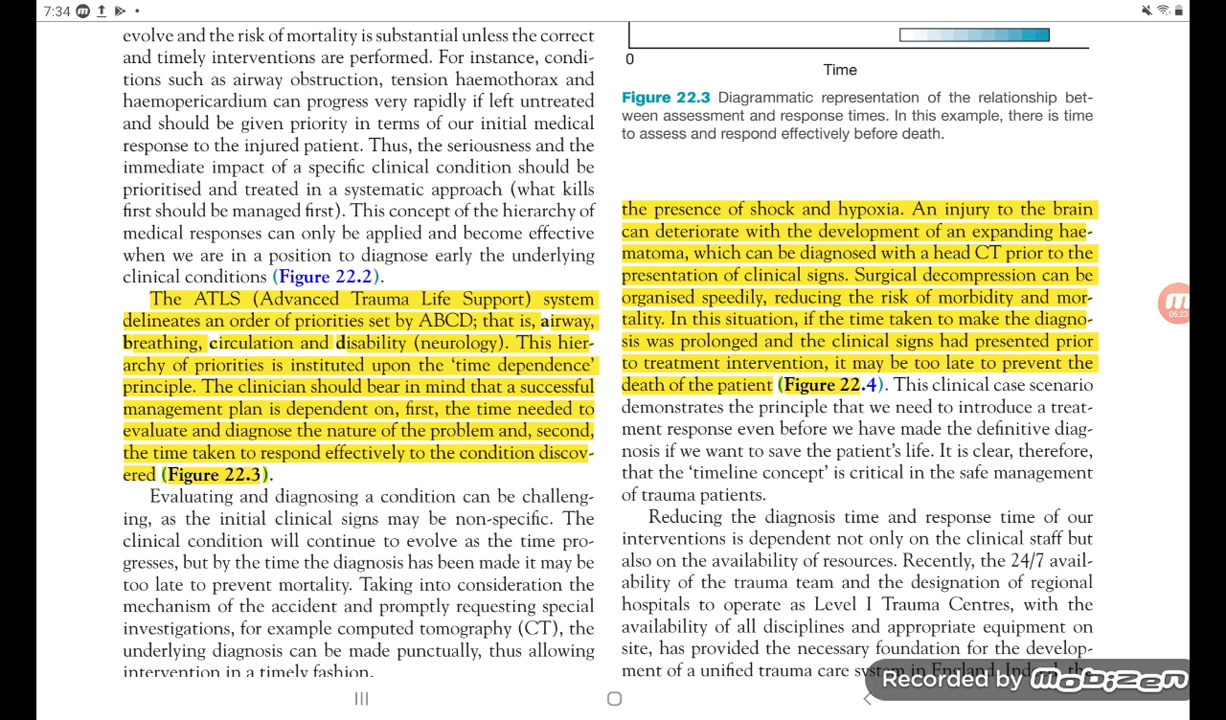 7:34
evolve and the risk of mortality is substantial unless the correct
and timely interventions are performed. For instance, condi-
tions such as airway obstruction, tension haemothorax and
haemopericardium can progress very rapidly if left untreated
and should be given priority in terms of our initial medical
response to the injured patient. Thus, the seriousness and the
immediate impact of a specific clinical condition should be
prioritised and treated in a systematic approach (what kills
first should be managed first). This concept of the hierarchy of
medical responses can only be applied and become effective
when we are in a position to diagnose early the underlying
clinical conditions (Figure 22.2).
The ATLS (Advanced Trauma Life Support) system
delineates an order of priorities set by ABCD; that is, airway,
breathing, circulation and disability (neurology). This hier-
archy of priorities is instituted upon the ‘time dependence’
principle. The clinician should bear in mind that a successful
management plan is dependent on, first, the time needed to
evaluate and diagnose the nature of the problem and, second,
the time taken to respond effectively to the condition discov-
ered (Figure 22.3).
Evaluating and diagnosing a condition can be challeng-
ing, as the initial clinical signs may be non-specific. The
clinical condition will continue to evolve as the time pro-
gresses, but by the time the diagnosis has been made it may be
too late to prevent mortality. Taking into consideration the
mechanism of the accident and promptly requesting special
investigations, for example computed tomography (CT), the
underlying diagnosis can be made punctually, thus allowing
intervention in a timely fashion.
0
Time
Figure 22.3 Diagrammatic representation of the relationship bet-
ween assessment and response times. In this example, there is time
to assess and respond effectively before death.
the presence of shock and hypoxia. An injury to the brain
can deteriorate with the development of an expanding hae-
matoma, which can be diagnosed with a head CT prior to the
presentation of clinical signs. Surgical decompression can be
organised speedily, reducing the risk of morbidity and mor-
tality. In this situation, if the time taken to make the diagno-
sis was prolonged and the clinical signs had presented prior
to treatment intervention, it may be too late to prevent the
death of the patient (Figure 22.4). This clinical case scenario
demonstrates the principle that we need to introduce a treat-
ment response even before we have made the definitive diag-
nosis if we want to save the patient’s life. It is clear, therefore,
that the ‘timeline concept’ is critical in the safe management
of trauma patients.
Reducing the diagnosis time and response time of our
interventions is dependent not only on the clinical staff but
also on the availability of resources. Recently, the 24/7 avail-
ability of the trauma team and the designation of regional
hospitals to operate as Level I Trauma Centres, with the
availability of all disciplines and appropriate equipment on
site, has provided the necessary foundation for the develop-
ment of a unified trauma care system in England. Indeed, the
06:23
Recorded by mobizen